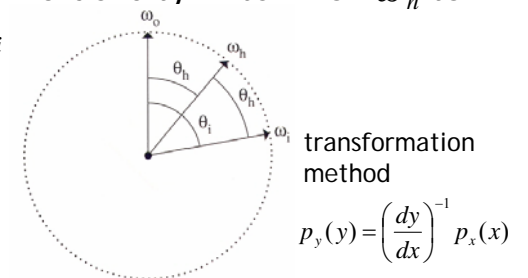 ω_o
ω_h
θ_h
θ_h
θ_i
ω_i
transformation
method
p_y(y) = (dy/dx)^{-1} p_x(x)